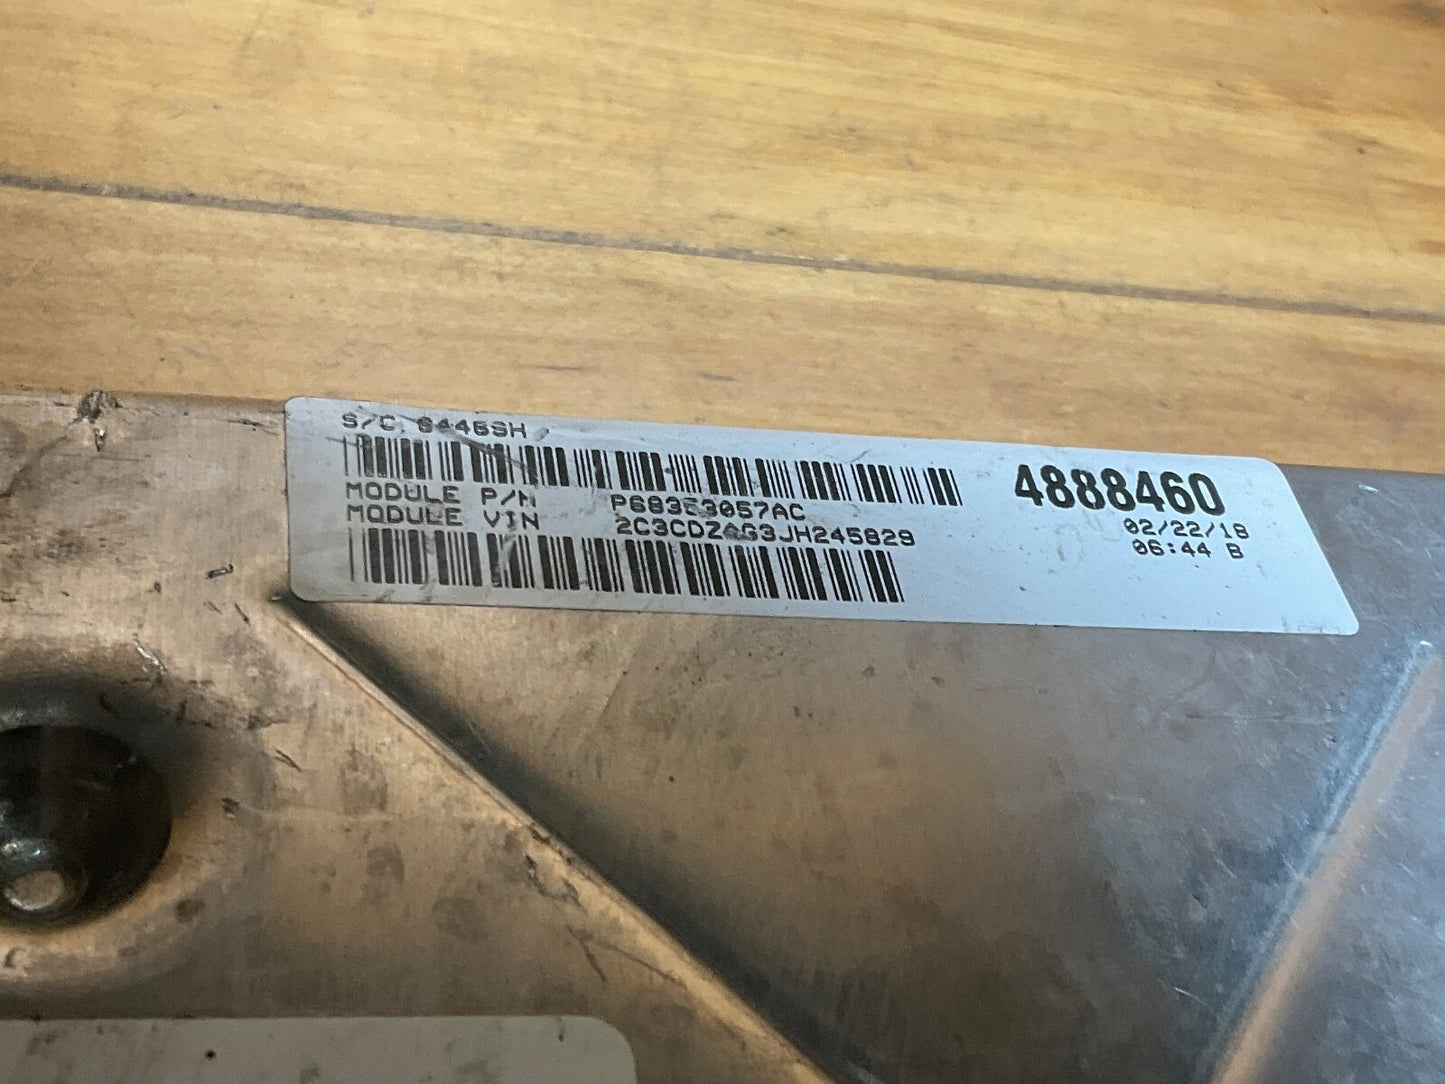 S/C 6446SH
4888460
MODULE P/N P68353057AC
02/22/18
MODULE VIN 2C3CDZAG3JH245829
06:44 B